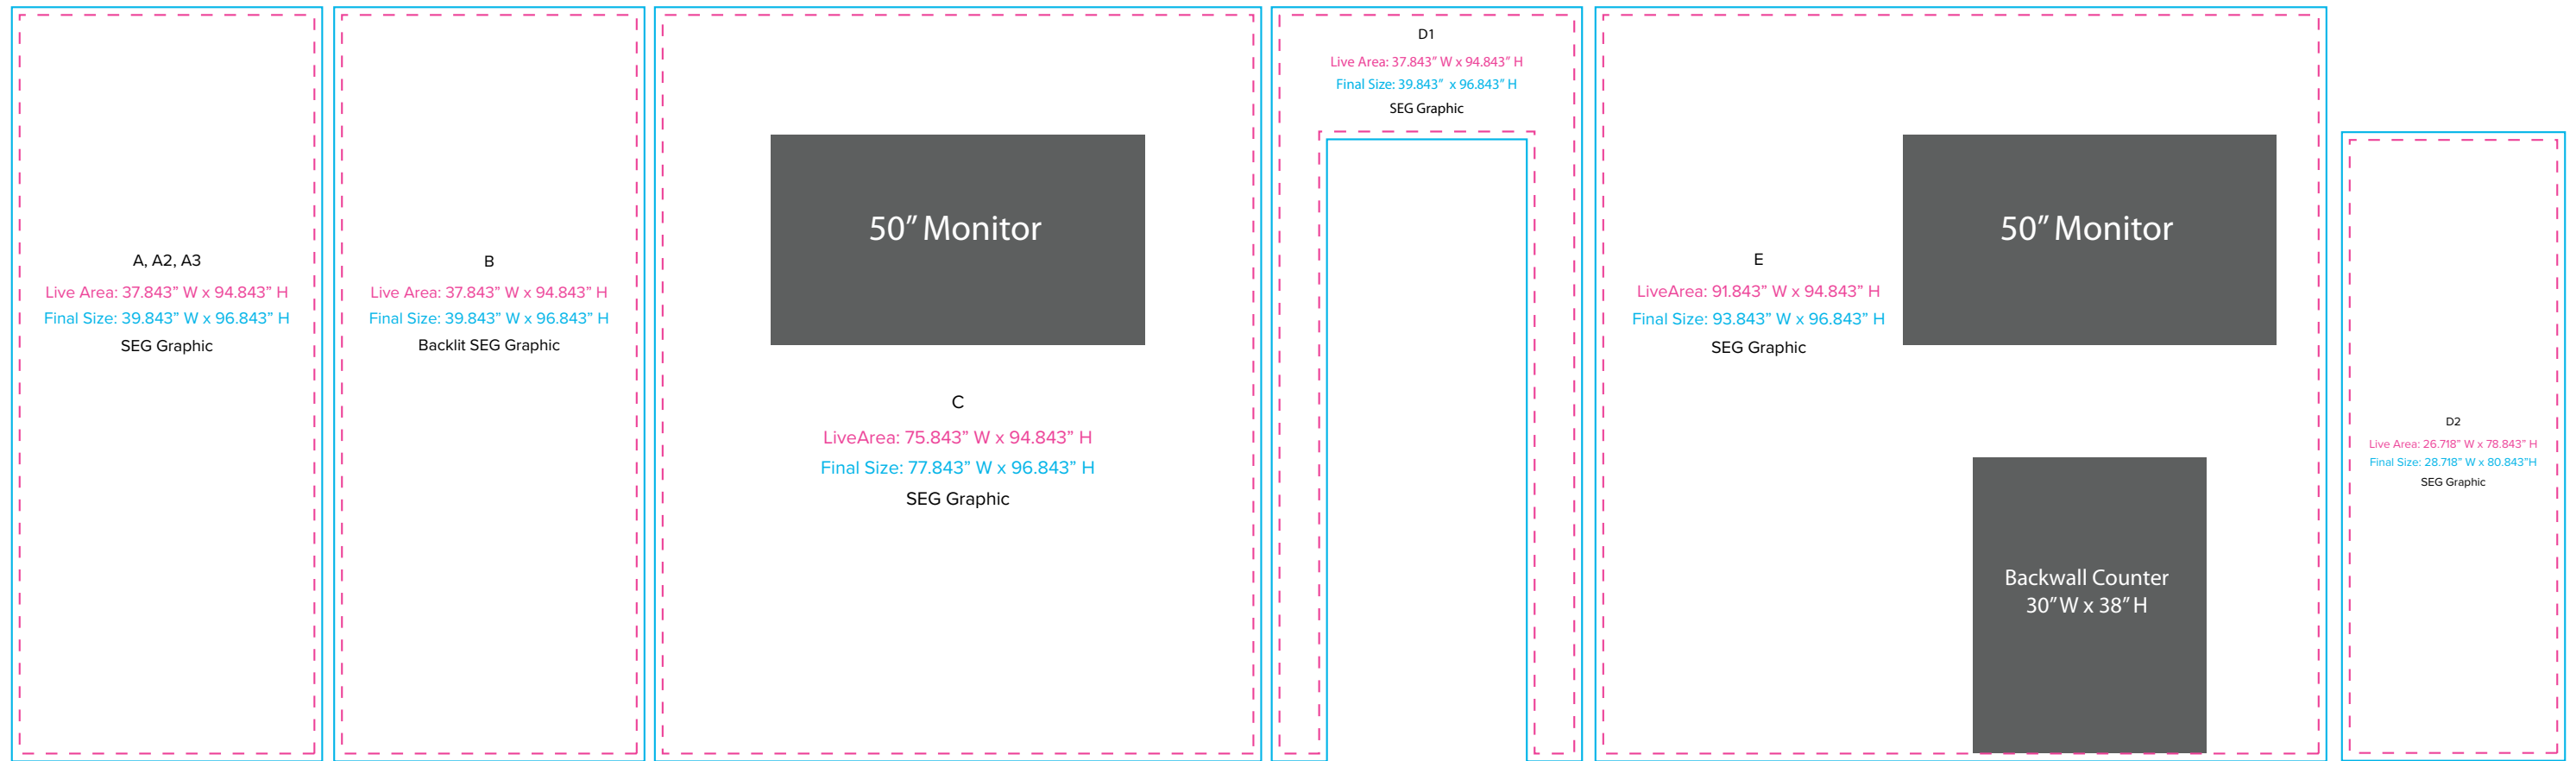 A, A2, A3
Live Area: 37.843” W x 94.843” H
Final Size: 39.843” W x 96.843” H
SEG Graphic
B
Live Area: 37.843” W x 94.843” H
Final Size: 39.843” W x 96.843” H
Backlit SEG Graphic
50” Monitor
C
LiveArea: 75.843” W x 94.843” H
Final Size: 77.843” W x 96.843” H
SEG Graphic
D1
Live Area: 37.843” W x 94.843” H
Final Size: 39.843” x 96.843” H
SEG Graphic
E
LiveArea: 91.843” W x 94.843” H
Final Size: 93.843” W x 96.843” H
SEG Graphic
50” Monitor
Backwall Counter
30” W x 38” H
D2
Live Area: 26.718” W x 78.843” H
Final Size: 28.718” W x 80.843”H
SEG Graphic